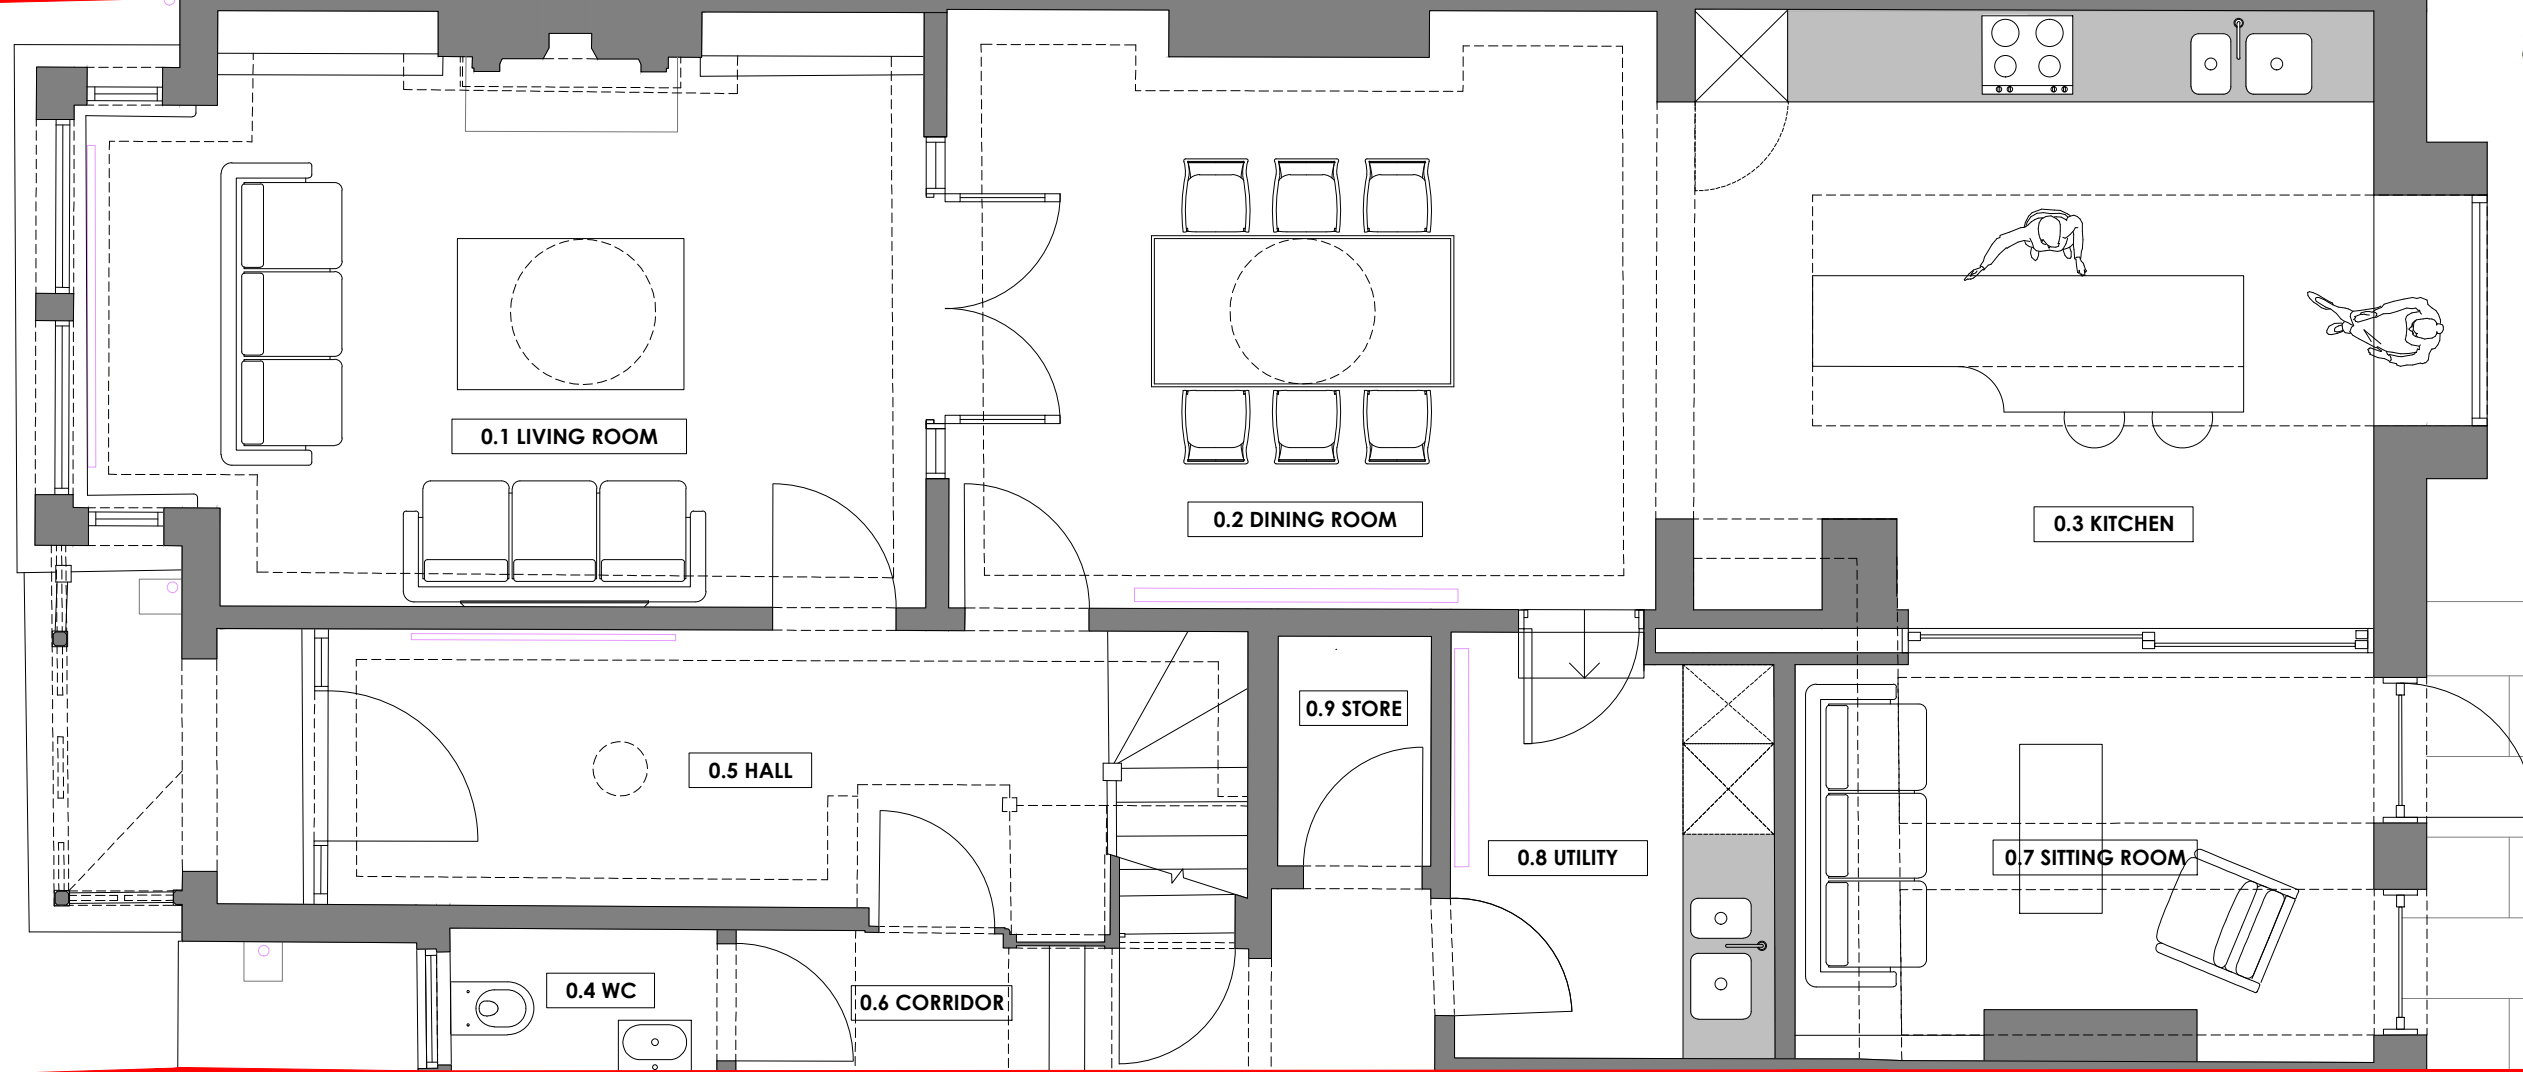 0.1 LIVING ROOM
0.2 DINING ROOM
0.3 KITCHEN
0.9 STORE
0.5 HALL
0.8 UTILITY
0.7 SITTING ROOM
0.4 WC
0.6 CORRIDOR